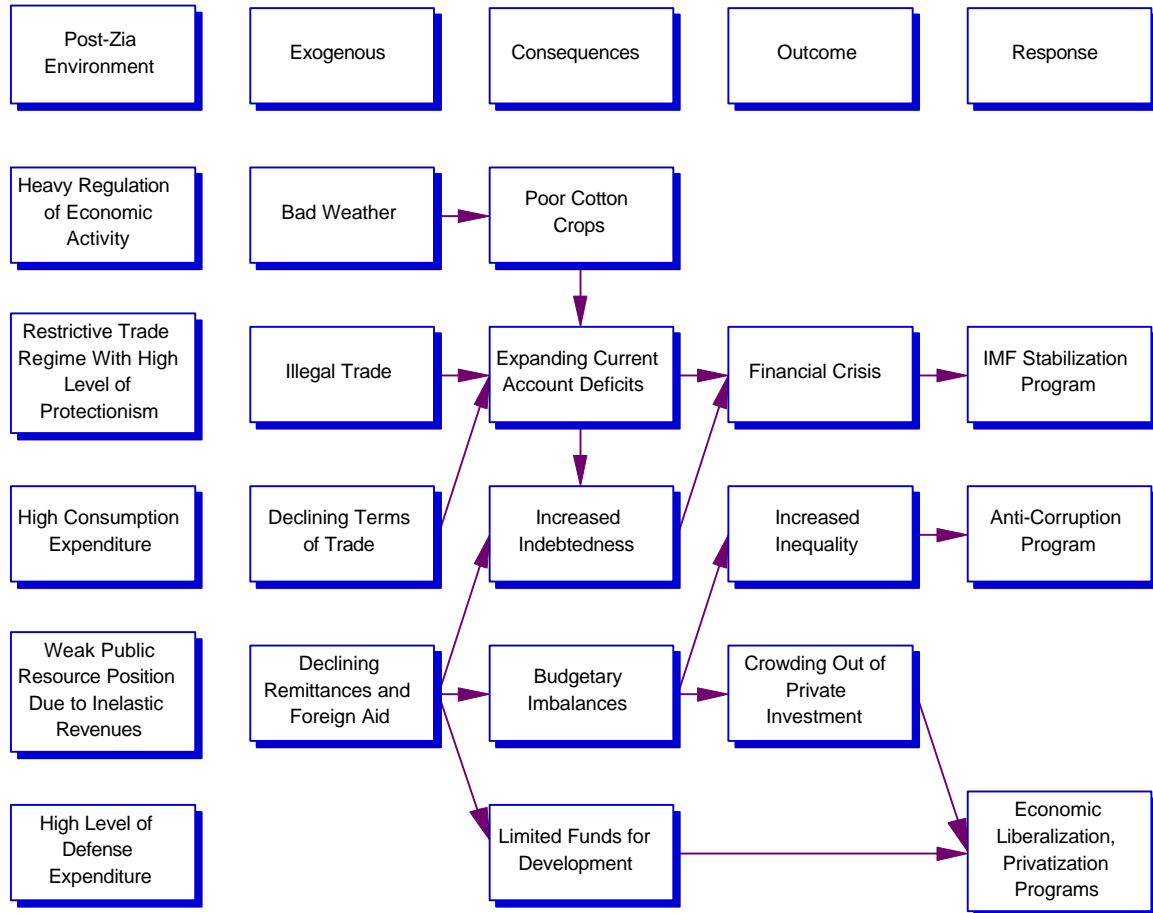 Post-Zia
Environment
Exogenous
Consequences
Outcome
Response
Heavy Regulation
of Economic
Activity
Bad Weather
Poor Cotton
Crops
Restrictive Trade
Regime With High
Level of
Protectionism
Illegal Trade
Expanding Current
Account Deficits
Financial Crisis
IMF Stabilization
Program
High Consumption
Expenditure
Declining Terms
of Trade
Increased
Indebtedness
Increased
Inequality
Anti-Corruption
Program
Weak Public
Resource Position
Due to Inelastic
Revenues
Declining
Remittances and
Foreign Aid
Budgetary
Imbalances
Crowding Out of
Private
Investment
High Level of
Defense
Expenditure
Limited Funds for
Development
Economic
Liberalization,
Privatization
Programs